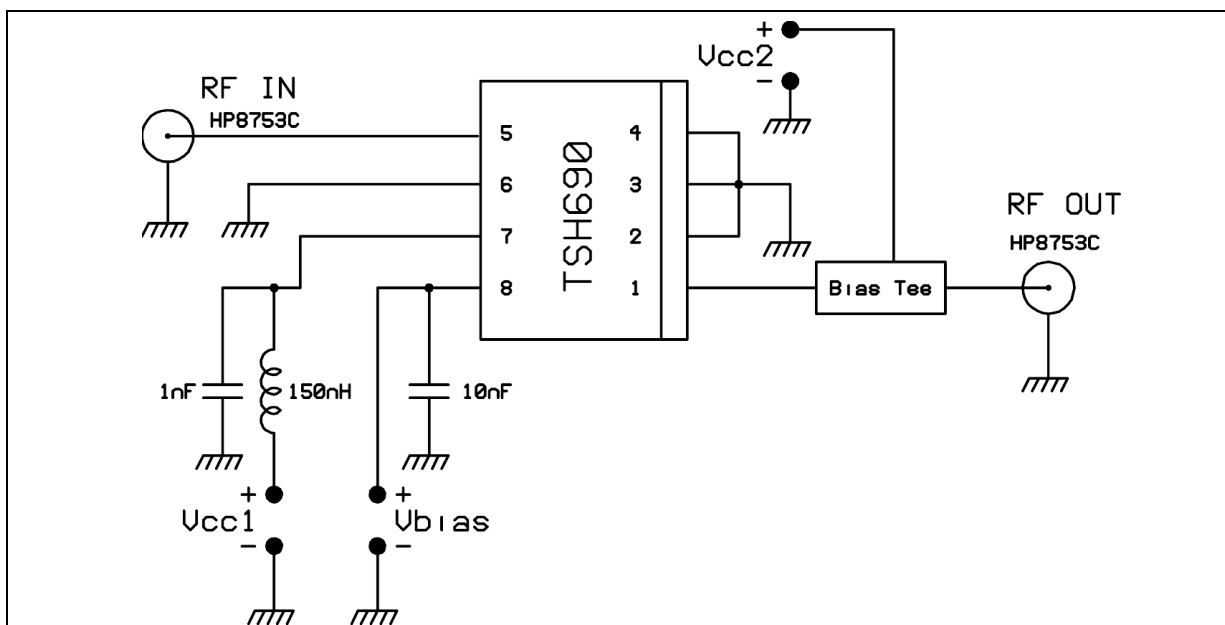 RF IN
HP8753C
+
Vcc2
-
5
6
7
8
TSH690
4
3
2
1
RF OUT
HP8753C
Bias Tee
1nF
150nH
10nF
+
Vcc1
-
+
Vbias
-